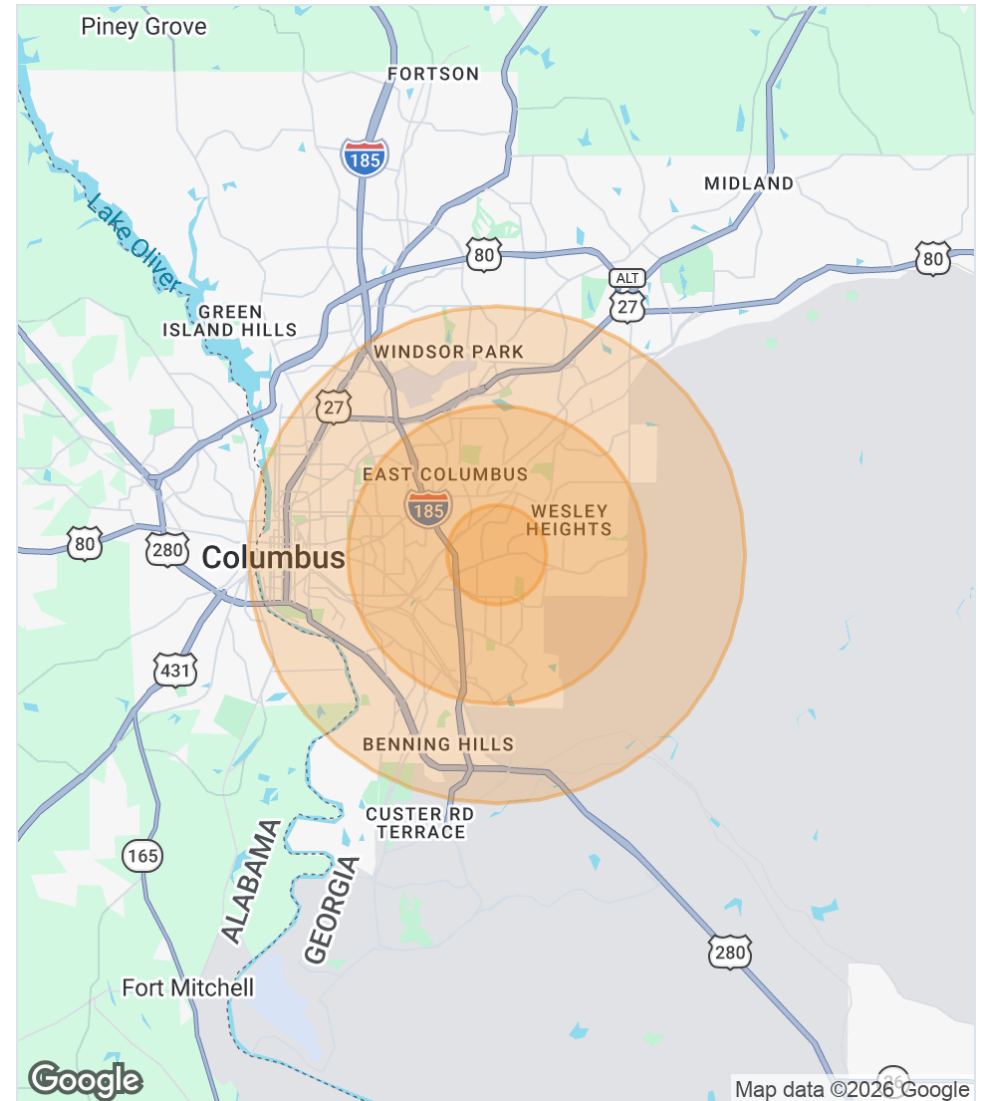 Piney Grove
FORTSON
185
MIDLAND
Lake Oliver
80
80
ALT
27
GREEN
ISLAND HILLS
WINDSOR PARK
27
EAST COLUMBUS
185
WESLEY
HEIGHTS
80
280
Columbus
431
BENNING HILLS
CUSTER RD
TERRACE
165
ALABAMA
GEORGIA
280
Fort Mitchell
Google
Map data ©2026 Google